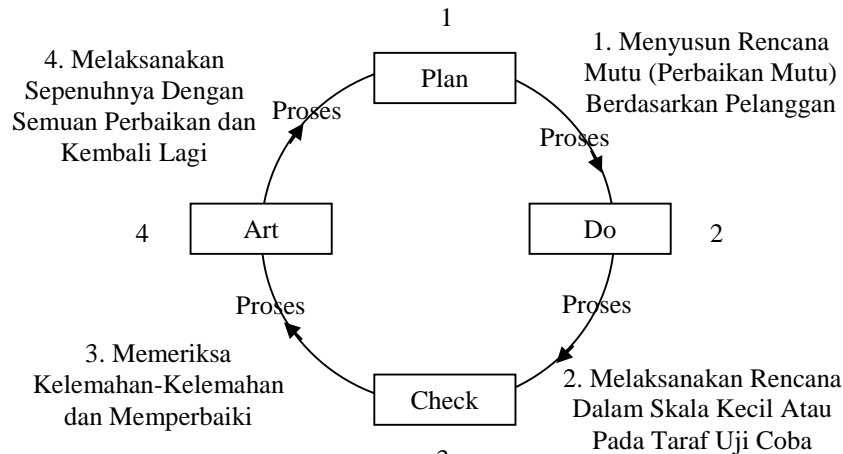 1
Plan
1. Menyusun Rencana
Mutu (Perbaikan Mutu)
Berdasarkan Pelanggan
4. Melaksanakan
Sepenuhnya Dengan
Semuan Perbaikan dan
Kembali Lagi
Proses
Proses
4
Art
Do
2
Proses
Proses
3. Memeriksa
Kelemahan-Kelemahan
dan Memperbaiki
Check
2. Melaksanakan Rencana
Dalam Skala Kecil Atau
Pada Taraf Uji Coba